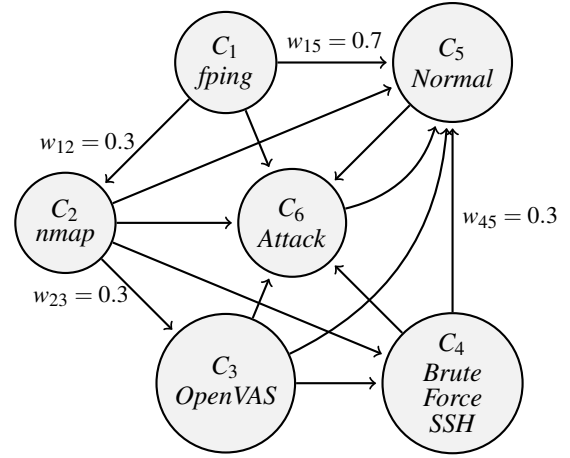 C₁
fping
w₁₅ = 0.7
C₅
Normal
w₁₂ = 0.3
C₂
nmap
C₆
Attack
w₄₅ = 0.3
w₂₃ = 0.3
C₃
OpenVAS
C₄
Brute
Force
SSH